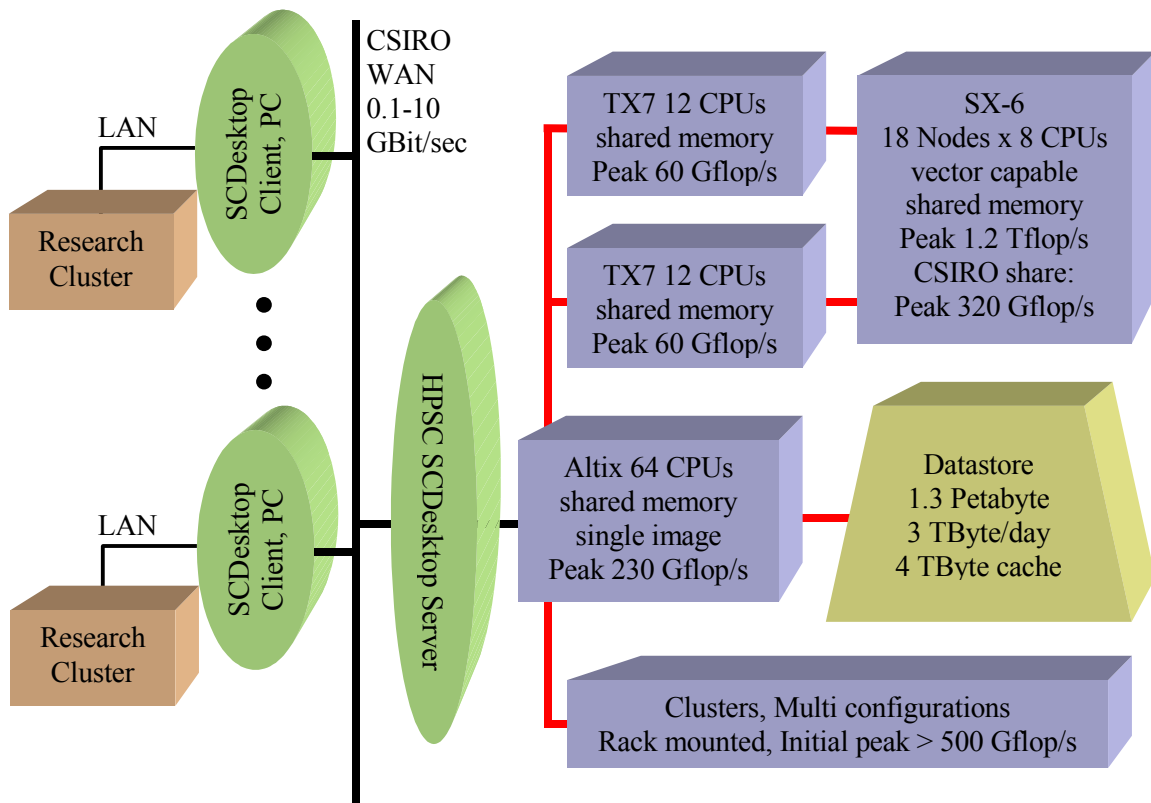 CSIRO
WAN
0.1-10
GBit/sec
LAN
SCDesktop
Client, PC
Research
Cluster
TX7 12 CPUs
shared memory
Peak 60 Gflop/s
SX-6
18 Nodes x 8 CPUs
vector capable
shared memory
Peak 1.2 Tflop/s
CSIRO share:
Peak 320 Gflop/s
TX7 12 CPUs
shared memory
Peak 60 Gflop/s
HPSC SCDesktop Server
LAN
SCDesktop
Client, PC
Research
Cluster
Altix 64 CPUs
shared memory
single image
Peak 230 Gflop/s
Datastore
1.3 Petabyte
3 TByte/day
4 TByte cache
Clusters, Multi configurations
Rack mounted, Initial peak > 500 Gflop/s